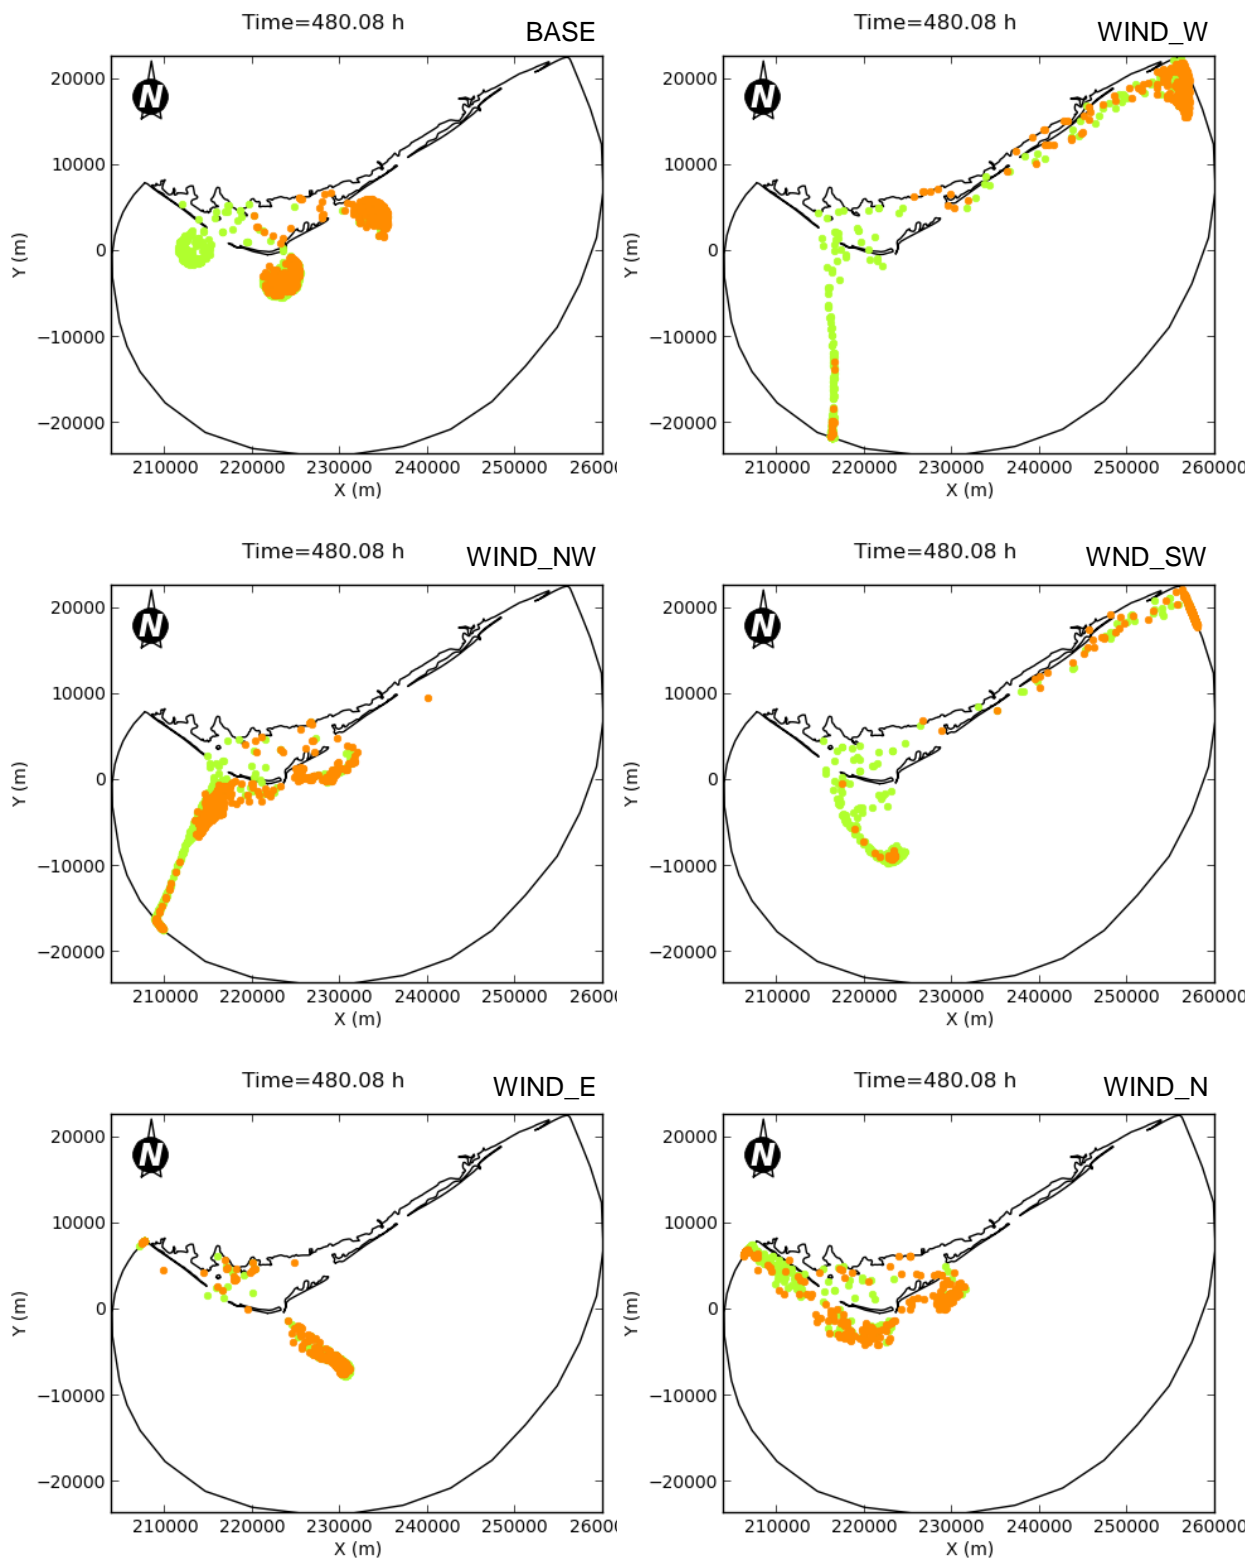 Time=480.08 h BASE
N
20000
10000
0
−10000
−20000
Y (m)
210000 220000 230000 240000 250000 2600
X (m)
Time=480.08 h WIND_W
N
20000
10000
0
−10000
−20000
Y (m)
210000 220000 230000 240000 250000 260000
X (m)
Time=480.08 h WIND_NW
N
20000
10000
0
−10000
−20000
Y (m)
210000 220000 230000 240000 250000 2600
X (m)
Time=480.08 h WND_SW
N
20000
10000
0
−10000
−20000
Y (m)
210000 220000 230000 240000 250000 260000
X (m)
Time=480.08 h WIND_E
N
20000
10000
0
−10000
−20000
Y (m)
210000 220000 230000 240000 250000 2600
X (m)
Time=480.08 h WIND_N
N
20000
10000
0
−10000
−20000
Y (m)
210000 220000 230000 240000 250000 260000
X (m)